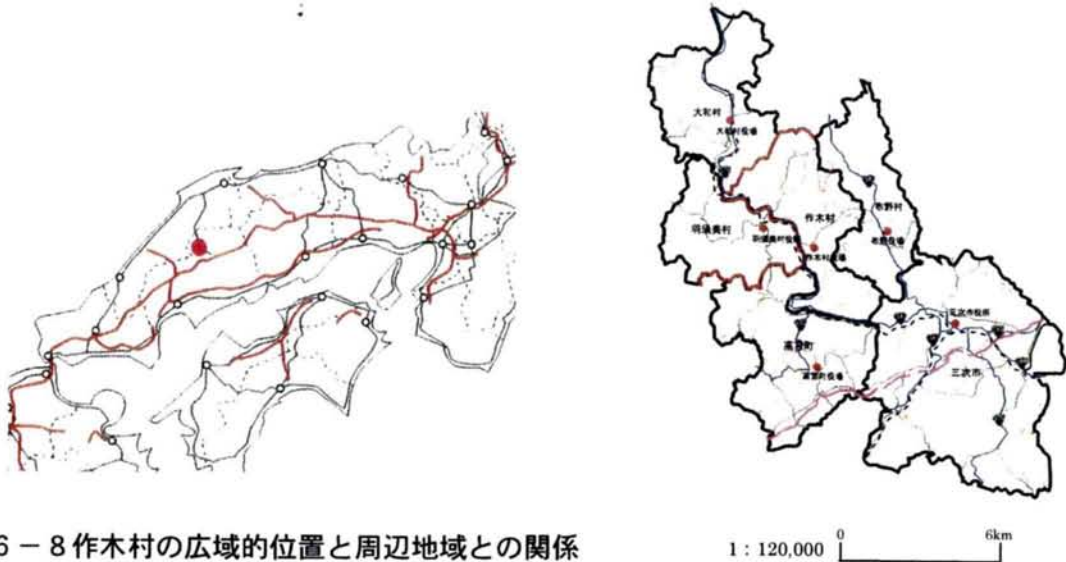 大和村
大和村役場
作木村
布野村
羽須美村
羽須美村役場
作木村役場
布野役場
三次市役所
高宮町
高宮町役場
三次市
6－8作木村の広域的位置と周辺地域との関係
1：120,000
0
6km